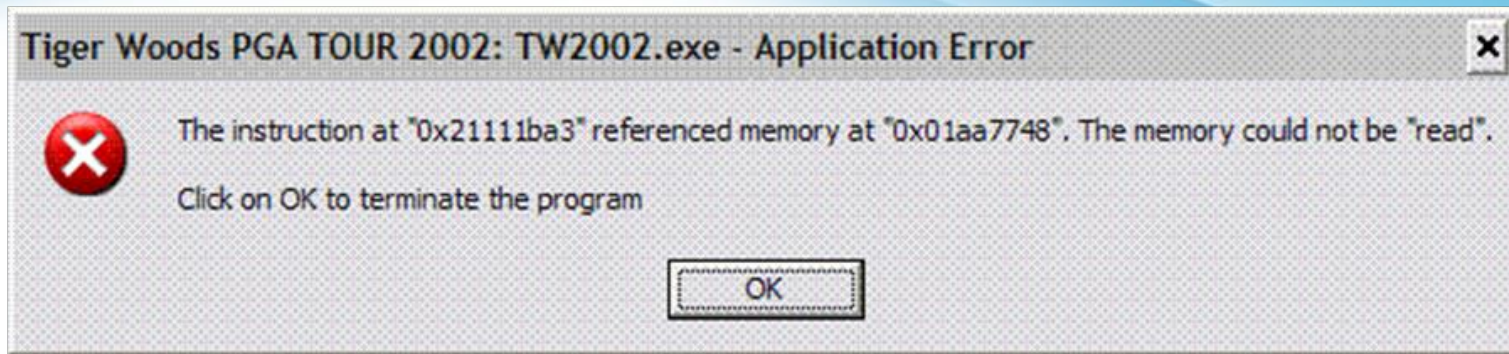 Tiger Woods PGA TOUR 2002: TW2002.exe - Application Error
The instruction at "0x21111ba3" referenced memory at "0x01aa7748". The memory could not be "read".
Click on OK to terminate the program
OK